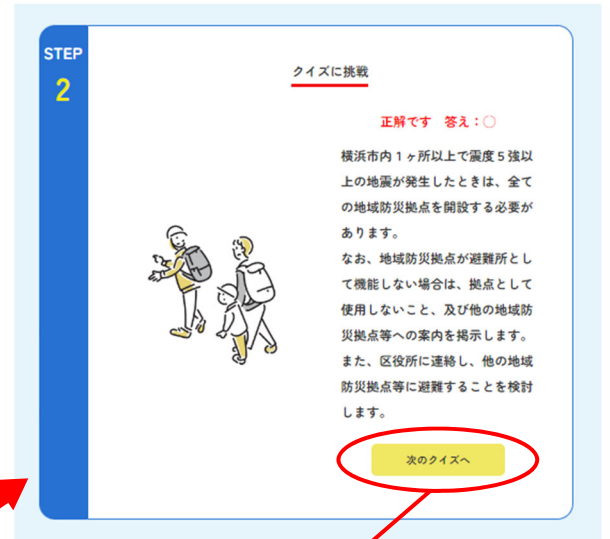 STEP
2
クイズに挑戦
正解です　答え：〇
横浜市内１ヶ所以上で震度５強以
上の地震が発生したときは、全て
の地域防災拠点を開設する必要が
あります。
なお、地域防災拠点が避難所とし
て機能しない場合は、拠点として
使用しないこと、及び他の地域防
災拠点等への案内を掲示します。
また、区役所に連絡し、他の地域
防災拠点等に避難することを検討
します。
次のクイズへ